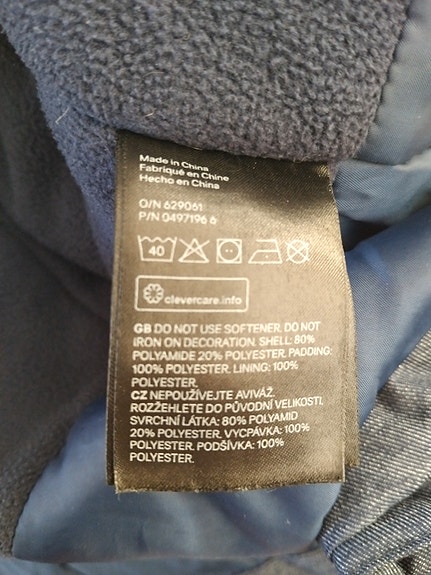 Made in China
Fabriqué en Chine
Hecho en China
O/N 629061
P/N 0497196 6
40
clevercare.info
GB DO NOT USE SOFTENER. DO NOT
IRON ON DECORATION. SHELL: 80%
POLYAMIDE 20% POLYESTER. PADDING:
100% POLYESTER. LINING: 100%
POLYESTER.
CZ NEPOUŽÍVEJTE AVIVÁŽ.
ROZŽEHLETE DO PŮVODNÍ VELIKOSTI.
SVRCHNÍ LÁTKA: 80% POLYAMID
20% POLYESTER. VYCPÁVKA: 100%
POLYESTER. PODŠÍVKA: 100%
POLYESTER.